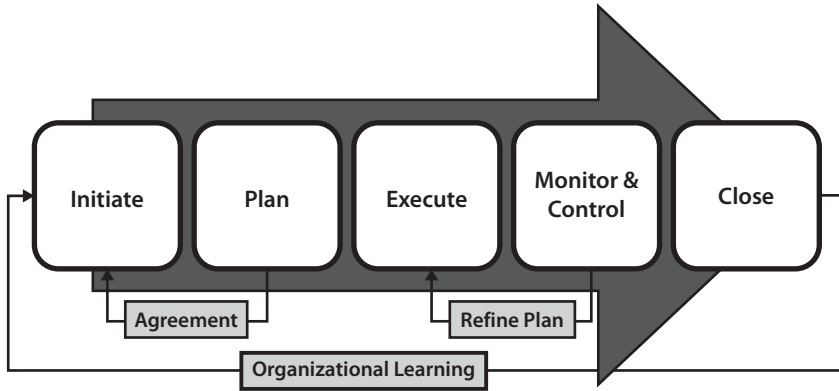 Initiate
Plan
Execute
Monitor &
Control
Close
Agreement
Refine Plan
Organizational Learning